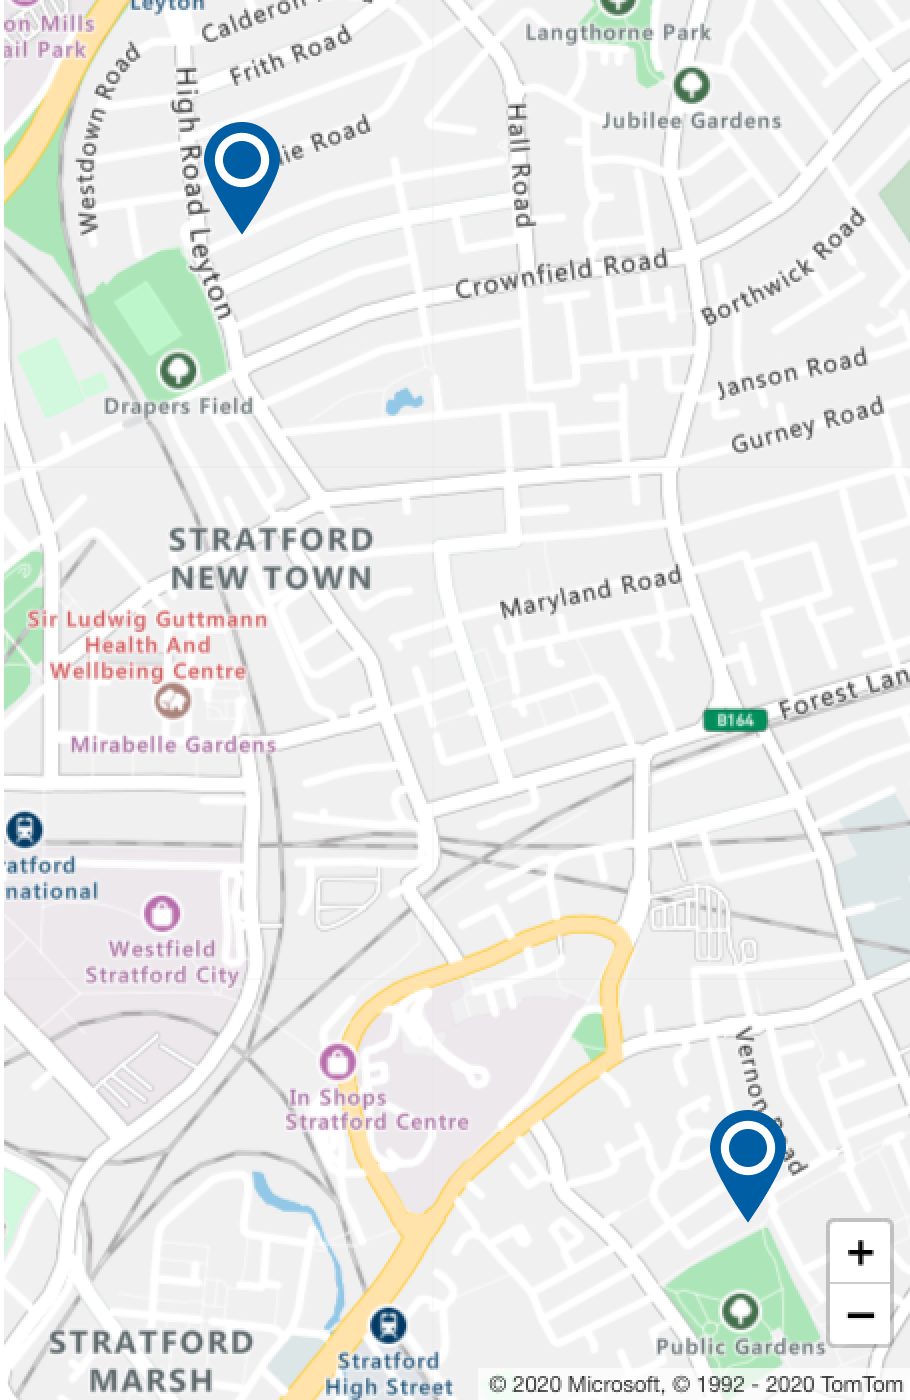 Leyton
on Mills
ail Park
Calderon
Frith Road
Westdown Road
High Road Leyton
ie Road
Hall Road
Langthorne Park
Jubilee Gardens
Crownfield Road
Borthwick Road
Janson Road
Gurney Road
Drapers Field
STRATFORD
NEW TOWN
Maryland Road
Sir Ludwig Guttmann
Health And
Wellbeing Centre
Mirabelle Gardens
B164
Forest Lan
ratford
national
Westfield
Stratford City
In Shops
Stratford Centre
Vernon Road
Public Gardens
STRATFORD
MARSH
Stratford
High Street
+
−
© 2020 Microsoft, © 1992 - 2020 TomTom